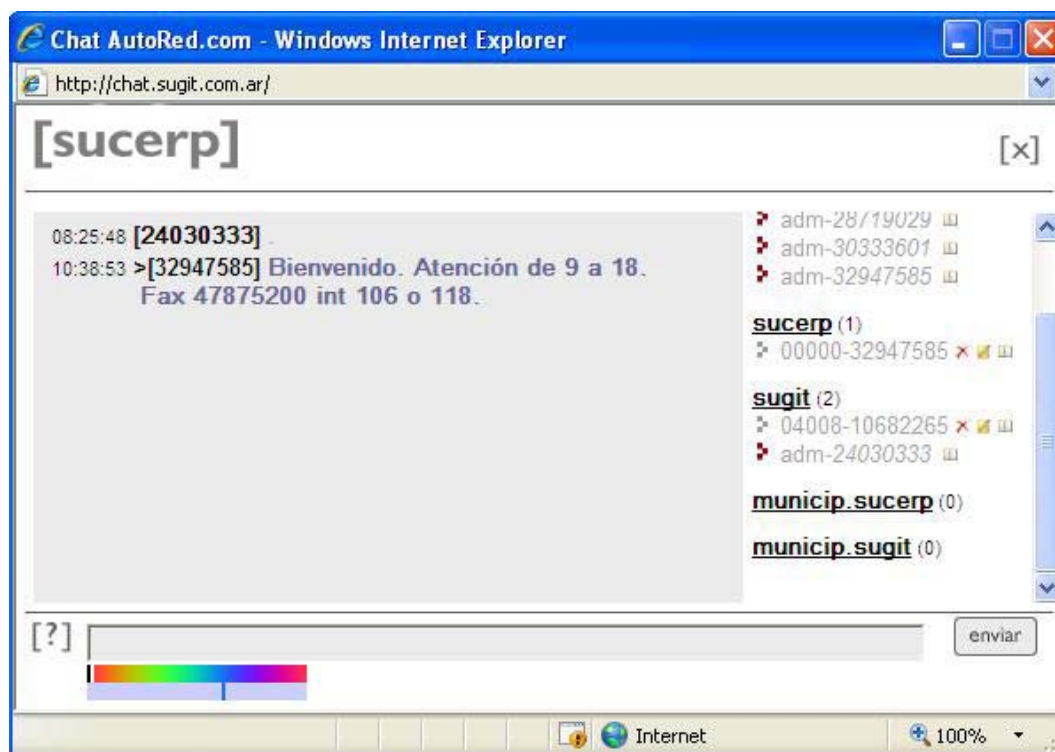 Chat AutoRed.com - Windows Internet Explorer
http://chat.sugit.com.ar/
[sucerp]
[x]
08:25:48 [24030333] .
10:38:53 >[32947585] Bienvenido. Atención de 9 a 18.
Fax 47875200 int 106 o 118.
adm-28719029
adm-30333601
adm-32947585
sucerp (1)
00000-32947585
sugit (2)
04008-10682265
adm-24030333
municip.sucerp (0)
municip.sugit (0)
[?]
enviar
Internet
100%